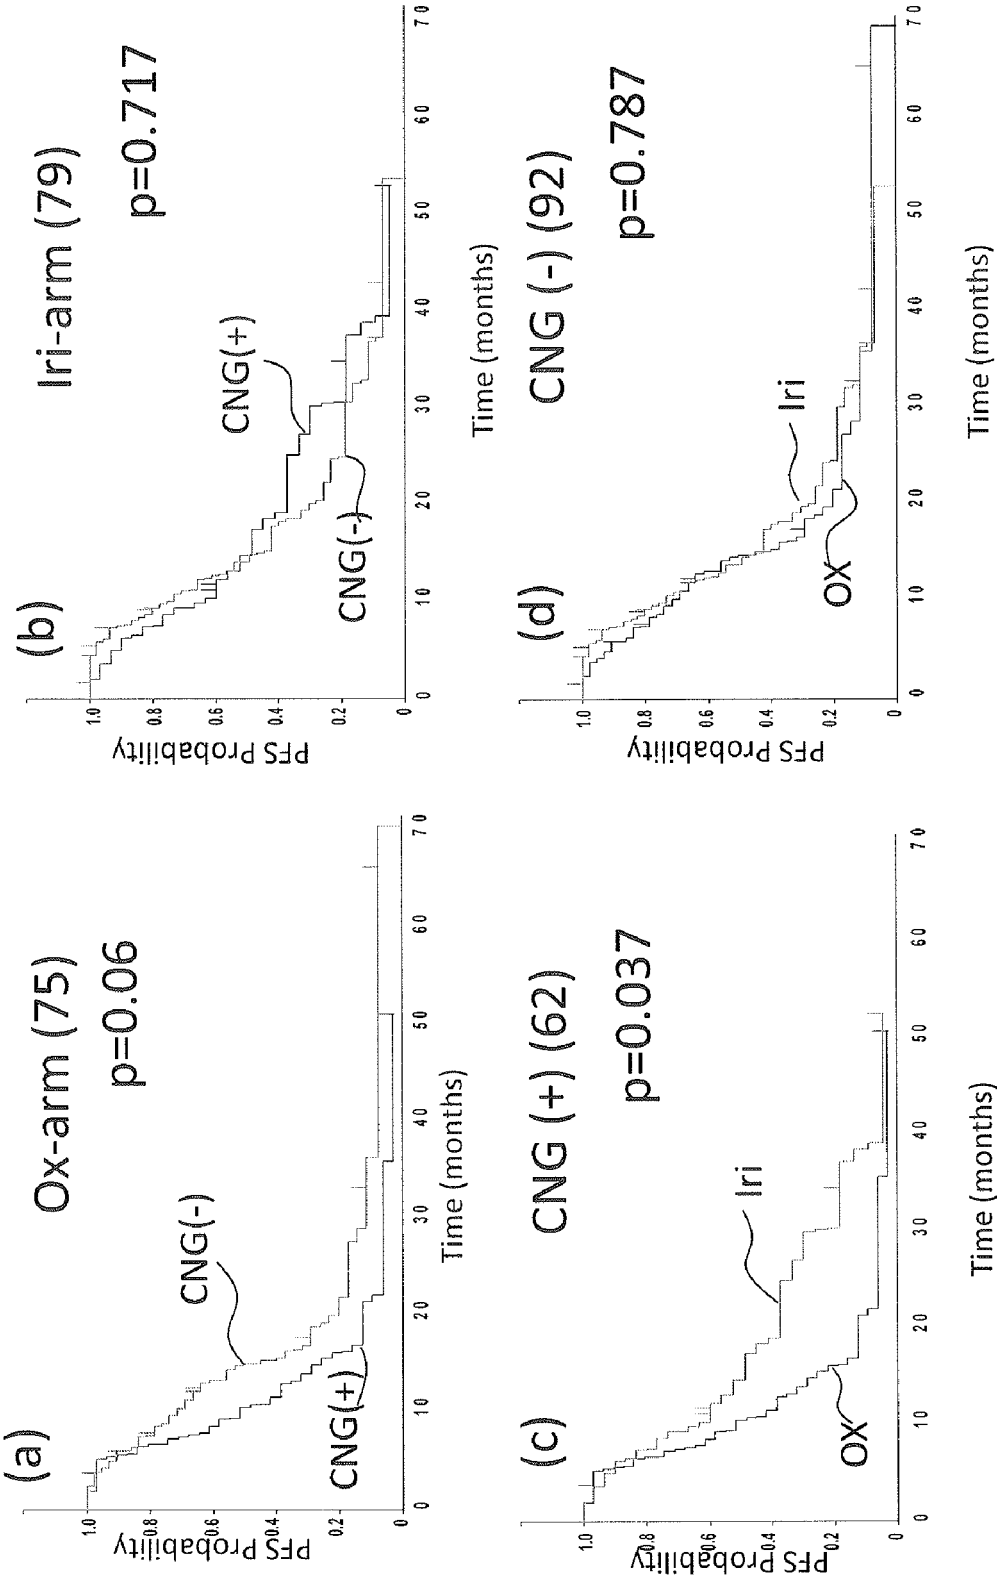 (a)
Ox-arm (75)
p=0.06
PFS Probability
1.0
0.8
0.6
0.4
0.2
0
CNG(-)
CNG(+)
0 10 20 30 40 50 60 70
Time (months)
(b)
Iri-arm (79)
p=0.717
PFS Probability
1.0
0.8
0.6
0.4
0.2
0
CNG(+)
CNG(-)
0 10 20 30 40 50 60 70
Time (months)
(c)
CNG (+) (62)
p=0.037
PFS Probability
1.0
0.8
0.6
0.4
0.2
0
Iri
OX
0 10 20 30 40 50 60 70
Time (months)
(d)
CNG (-) (92)
p=0.787
PFS Probability
1.0
0.8
0.6
0.4
0.2
0
Iri
OX
0 10 20 30 40 50 60 70
Time (months)